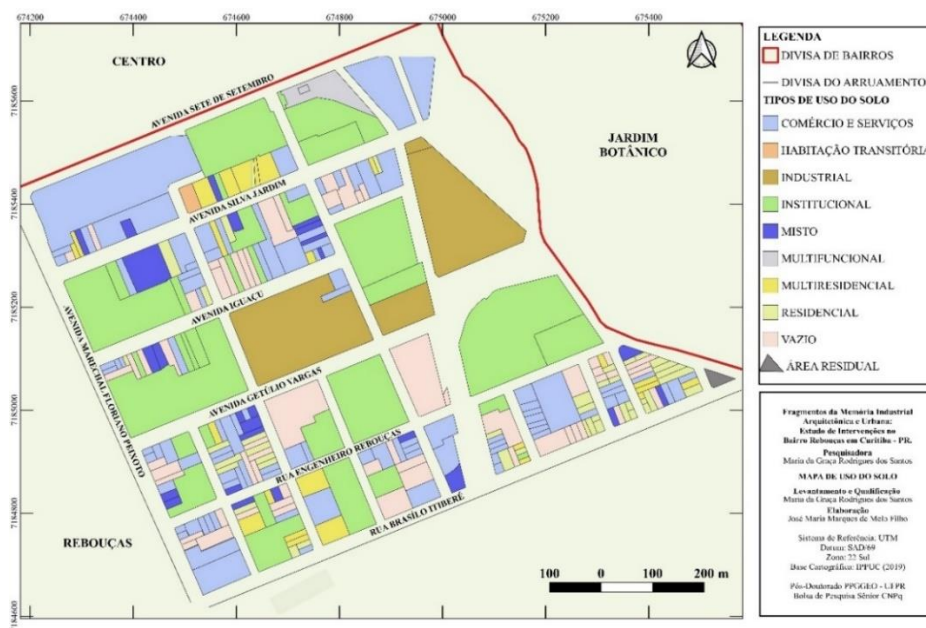 674200 674400 674600 674800 675000 675200 675400
7185600
7185400
7185200
7185000
7184800
7184600
CENTRO
AVENIDA SETE DE SETEMBRO
JARDIM
BOTÂNICO
AVENIDA SILVA JARDIM
AVENIDA IGUAÇU
AVENIDA MARECHAL FLORIANO PEIXOTO
AVENIDA GETÚLIO VARGAS
RUA ENGENHEIRO REBOUÇAS
RUA BRASÍLIO ITIBERÊ
REBOUÇAS
100 0 100 200 m
LEGENDA
DIVISA DE BAIRROS
DIVISA DO ARRUAMENTO
TIPOS DE USO DO SOLO
COMÉRCIO E SERVIÇOS
HABITAÇÃO TRANSITÓRIA
INDUSTRIAL
INSTITUCIONAL
MISTO
MULTIFUNCIONAL
MULTIRESIDENCIAL
RESIDENCIAL
VAZIO
ÁREA RESIDUAL
Fragmentos da Memória Industrial
Arquitetônica e Urbana:
Estudo de Intervenções no
Bairro Rebouças em Curitiba - PR.
Pesquisadora
Maria da Graça Rodrigues dos Santos
MAPA DE USO DO SOLO
Levantamento e Qualificação
Maria da Graça Rodrigues dos Santos
Elaboração
José Maria Marques de Melo Filho
Sistema de Referência: UTM
Datum: SAD/69
Zona: 22 Sul
Base Cartográfica: IPPUC (2019)
Pós-Doutorado PPGGEO - UTPR
Bolsa de Pesquisa Sênior CNPq